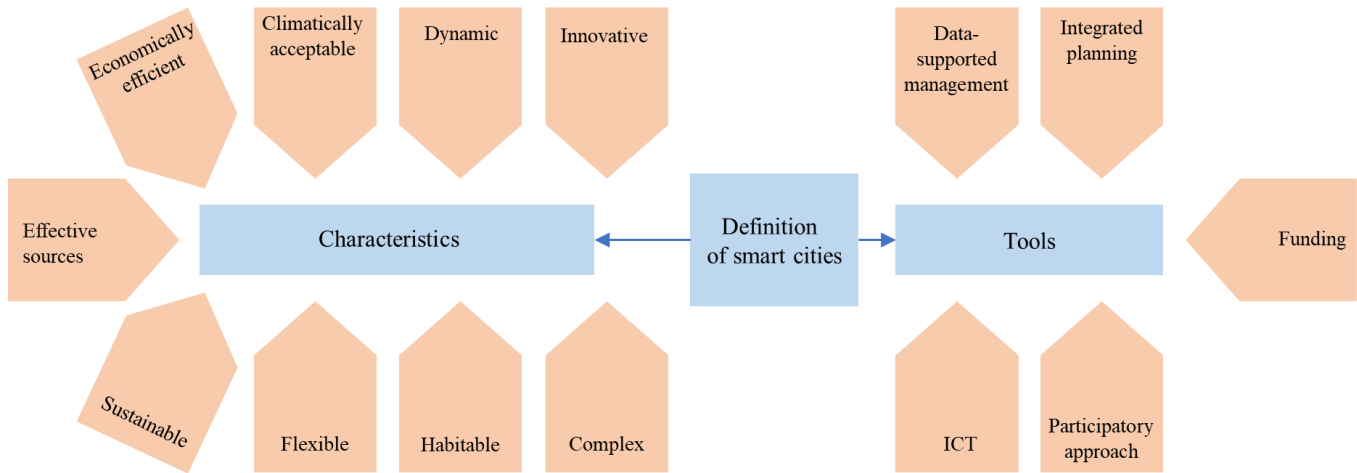 Economically
efficient
Climatically
acceptable
Dynamic
Innovative
Data-
supported
management
Integrated
planning
Effective
sources
Characteristics
Definition
of smart cities
Tools
Funding
Sustainable
Flexible
Habitable
Complex
ICT
Participatory
approach